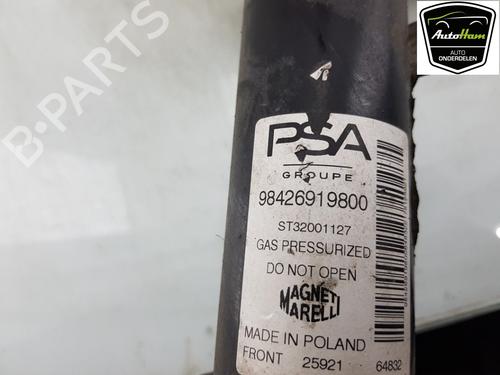 AutoHam
AUTO
ONDERDELEN
B-PARTS
PSA
GROUPE
98426919800
ST32001127
GAS PRESSURIZED
DO NOT OPEN
MAGNETI
MARELLI
MADE IN POLAND
FRONT 25921 64832